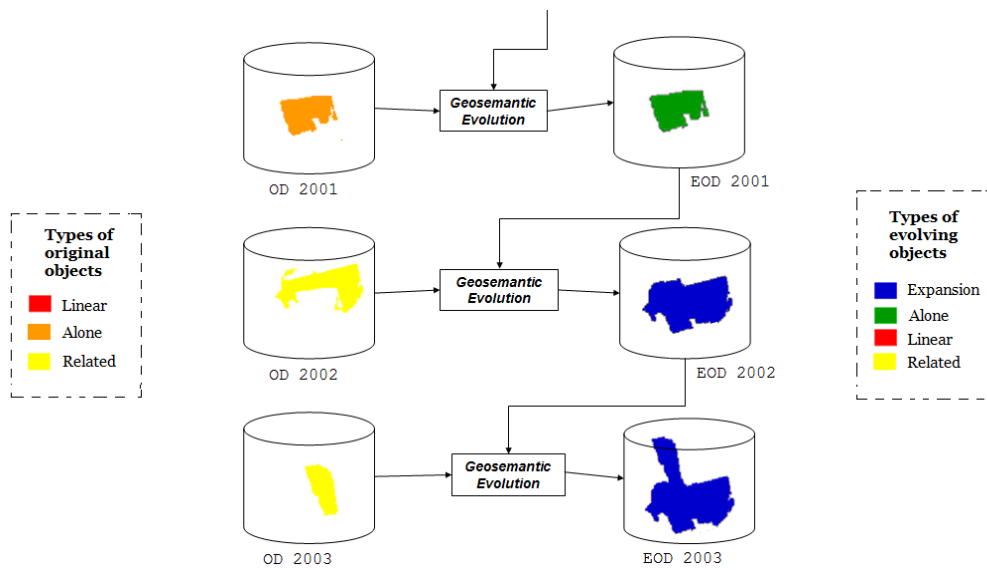 Geosemantic
Evolution
OD 2001
EOD 2001
Types of
original
objects
Linear
Alone
Related
Geosemantic
Evolution
OD 2002
EOD 2002
Types of
evolving
objects
Expansion
Alone
Linear
Related
Geosemantic
Evolution
OD 2003
EOD 2003